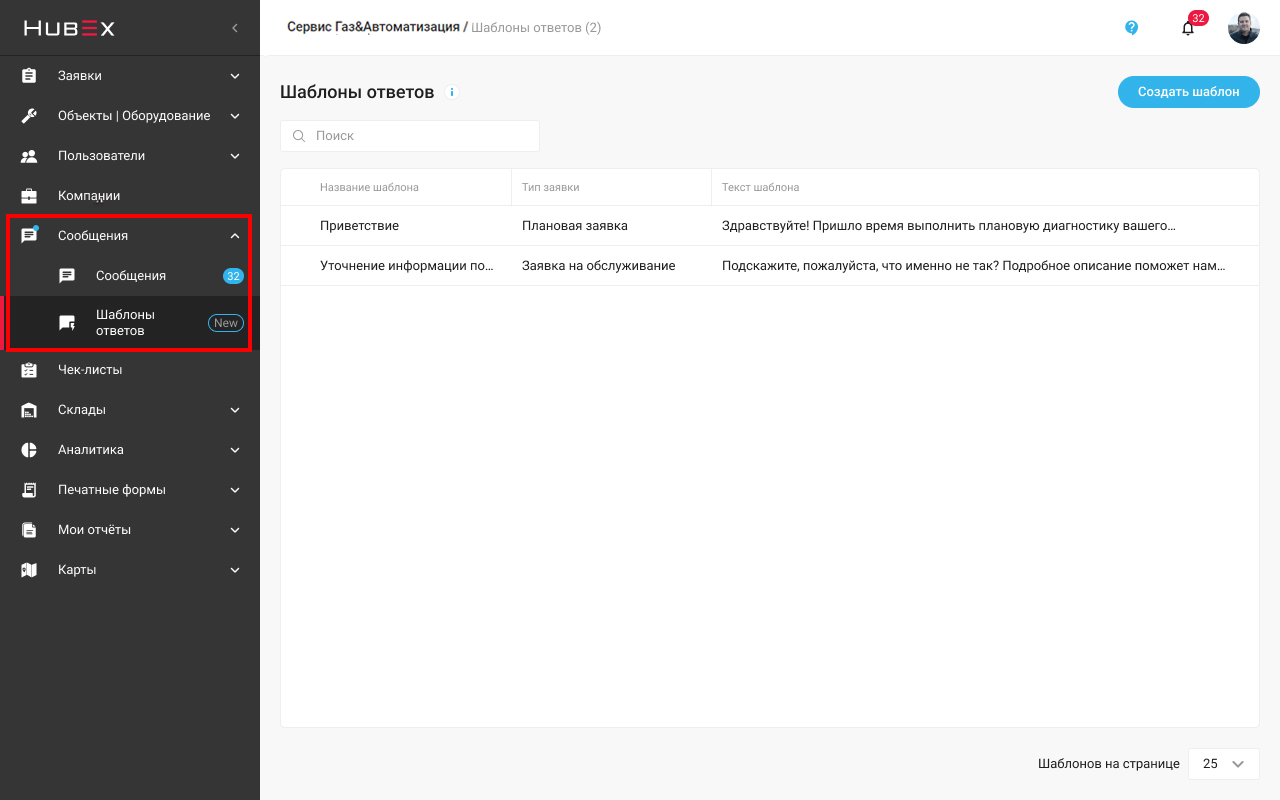 HUBEX
Сервис Газ&Автоматизация / Шаблоны ответов (2)
32
Заявки
Объекты | Оборудование
Пользователи
Компании
Сообщения
Сообщения 32
Шаблоны
ответов
New
Чек-листы
Склады
Аналитика
Печатные формы
Мои отчёты
Карты
Шаблоны ответов
Создать шаблон
Поиск
Название шаблона Тип заявки Текст шаблона
Приветствие Плановая заявка Здравствуйте! Пришло время выполнить плановую диагностику вашего...
Уточнение информации по... Заявка на обслуживание Подскажите, пожалуйста, что именно не так? Подробное описание поможет нам...
Шаблонов на странице 25